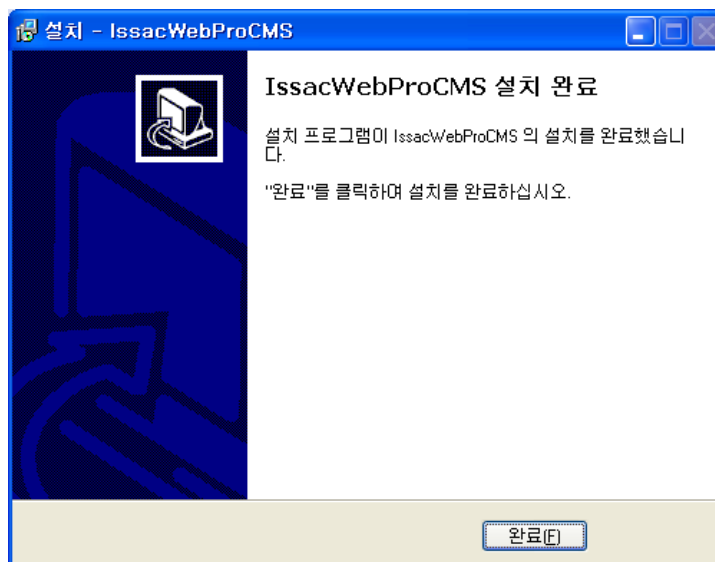 설치 - IssacWebProCMS
IssacWebProCMS 설치 완료
설치 프로그램이 IssacWebProCMS 의 설치를 완료했습니
다.
"완료"를 클릭하여 설치를 완료하십시오.
완료(F)